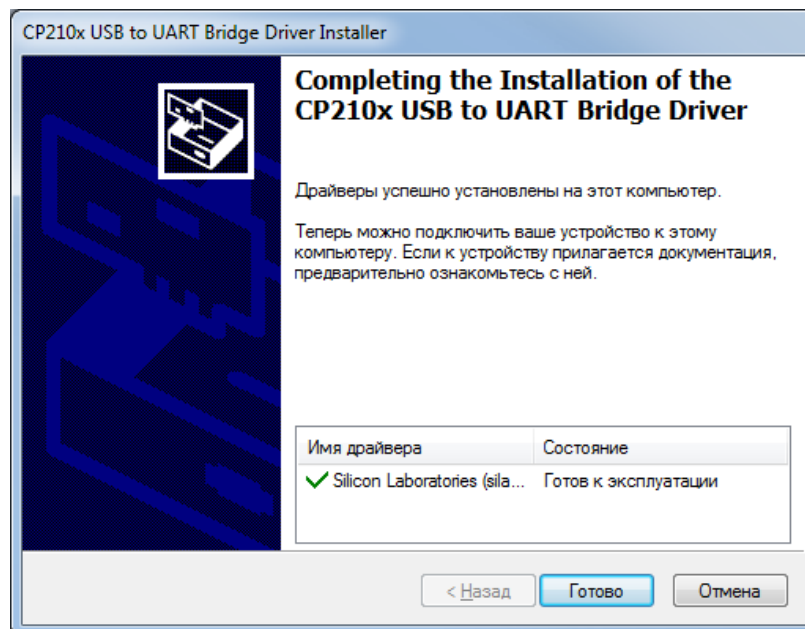 CP210x USB to UART Bridge Driver Installer
Completing the Installation of the
CP210x USB to UART Bridge Driver
Драйверы успешно установлены на этот компьютер.
Теперь можно подключить ваше устройство к этому
компьютеру. Если к устройству прилагается документация,
предварительно ознакомьтесь с ней.
Имя драйвера Состояние
Silicon Laboratories (sila... Готов к эксплуатации
< Назад Готово Отмена